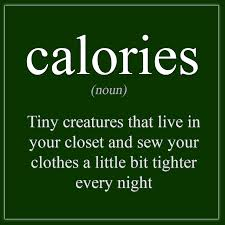 calories
(noun)
Tiny creatures that live in
your closet and sew your
clothes a little bit tighter
every night